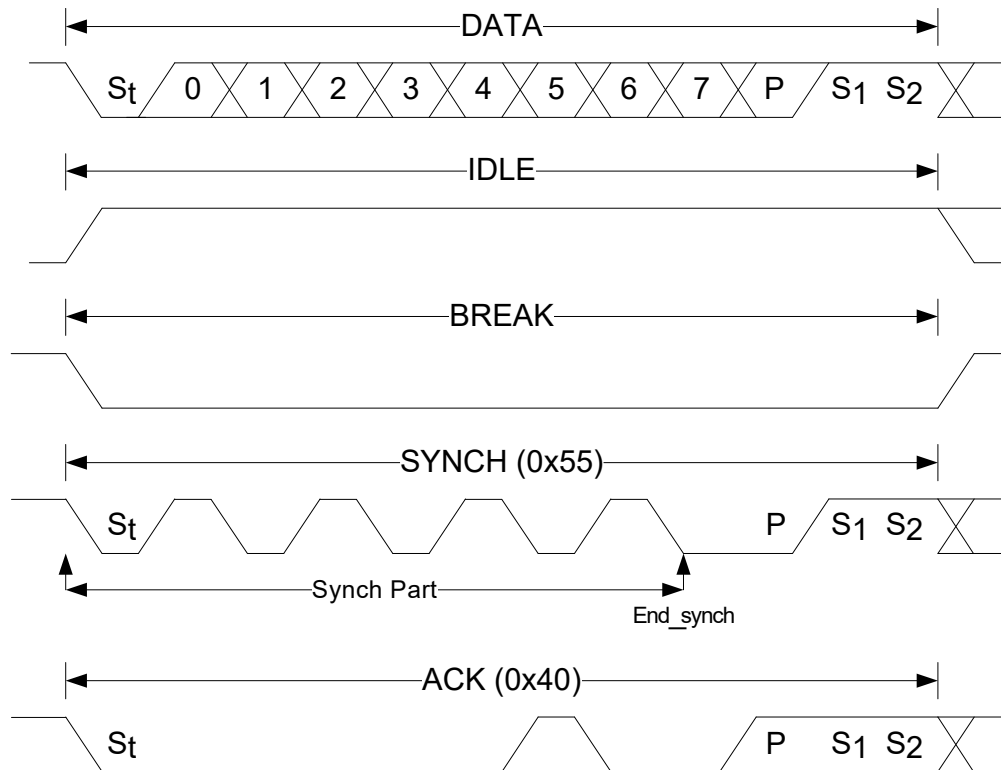 DATA
St 0 1 2 3 4 5 6 7 P S1 S2
IDLE
BREAK
SYNCH (0x55)
St P S1 S2
Synch Part
End_synch
ACK (0x40)
St P S1 S2